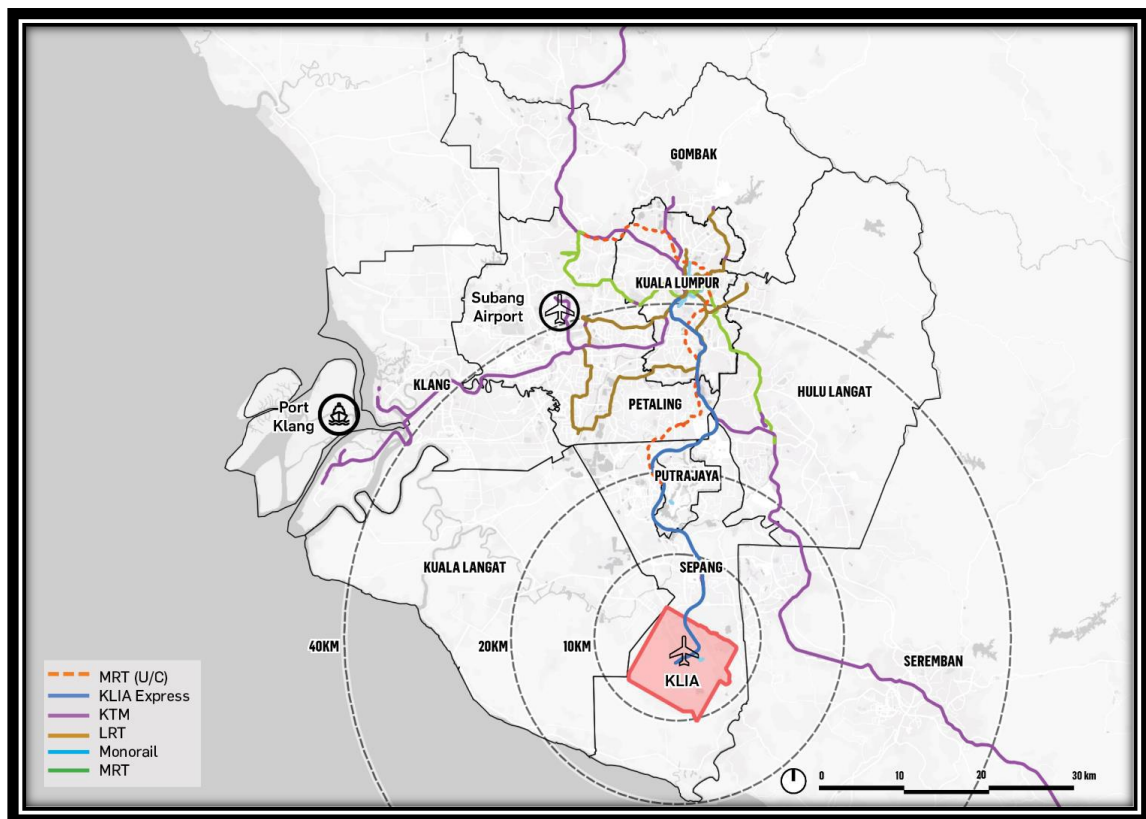 GOMBAK
KUALA LUMPUR
Subang
Airport
KLANG
HULU LANGAT
PETALING
Port
Klang
PUTRAJAYA
KUALA LANGAT
SEPANG
40KM
20KM
10KM
SEREMBAN
KLIA
MRT (U/C)
KLIA Express
KTM
LRT
Monorail
MRT
0 10 20 30 km